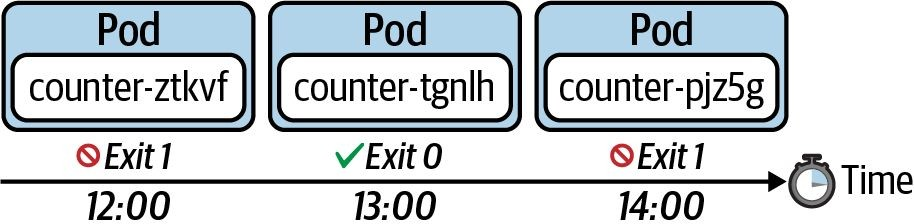 Pod Pod Pod
counter-ztkvf counter-tgnlh counter-pjz5g
Exit 1 Exit 0 Exit 1
Time
12:00 13:00 14:00